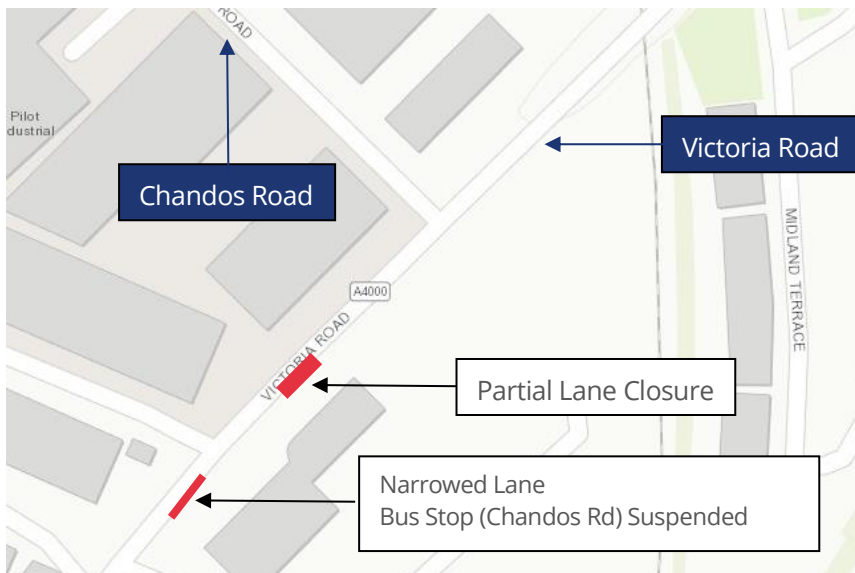 ROAD
Pilot
dustrial
Chandos Road
Victoria Road
A4000
VICTORIA ROAD
MIDLAND TERRACE
Partial Lane Closure
Narrowed Lane
Bus Stop (Chandos Rd) Suspended